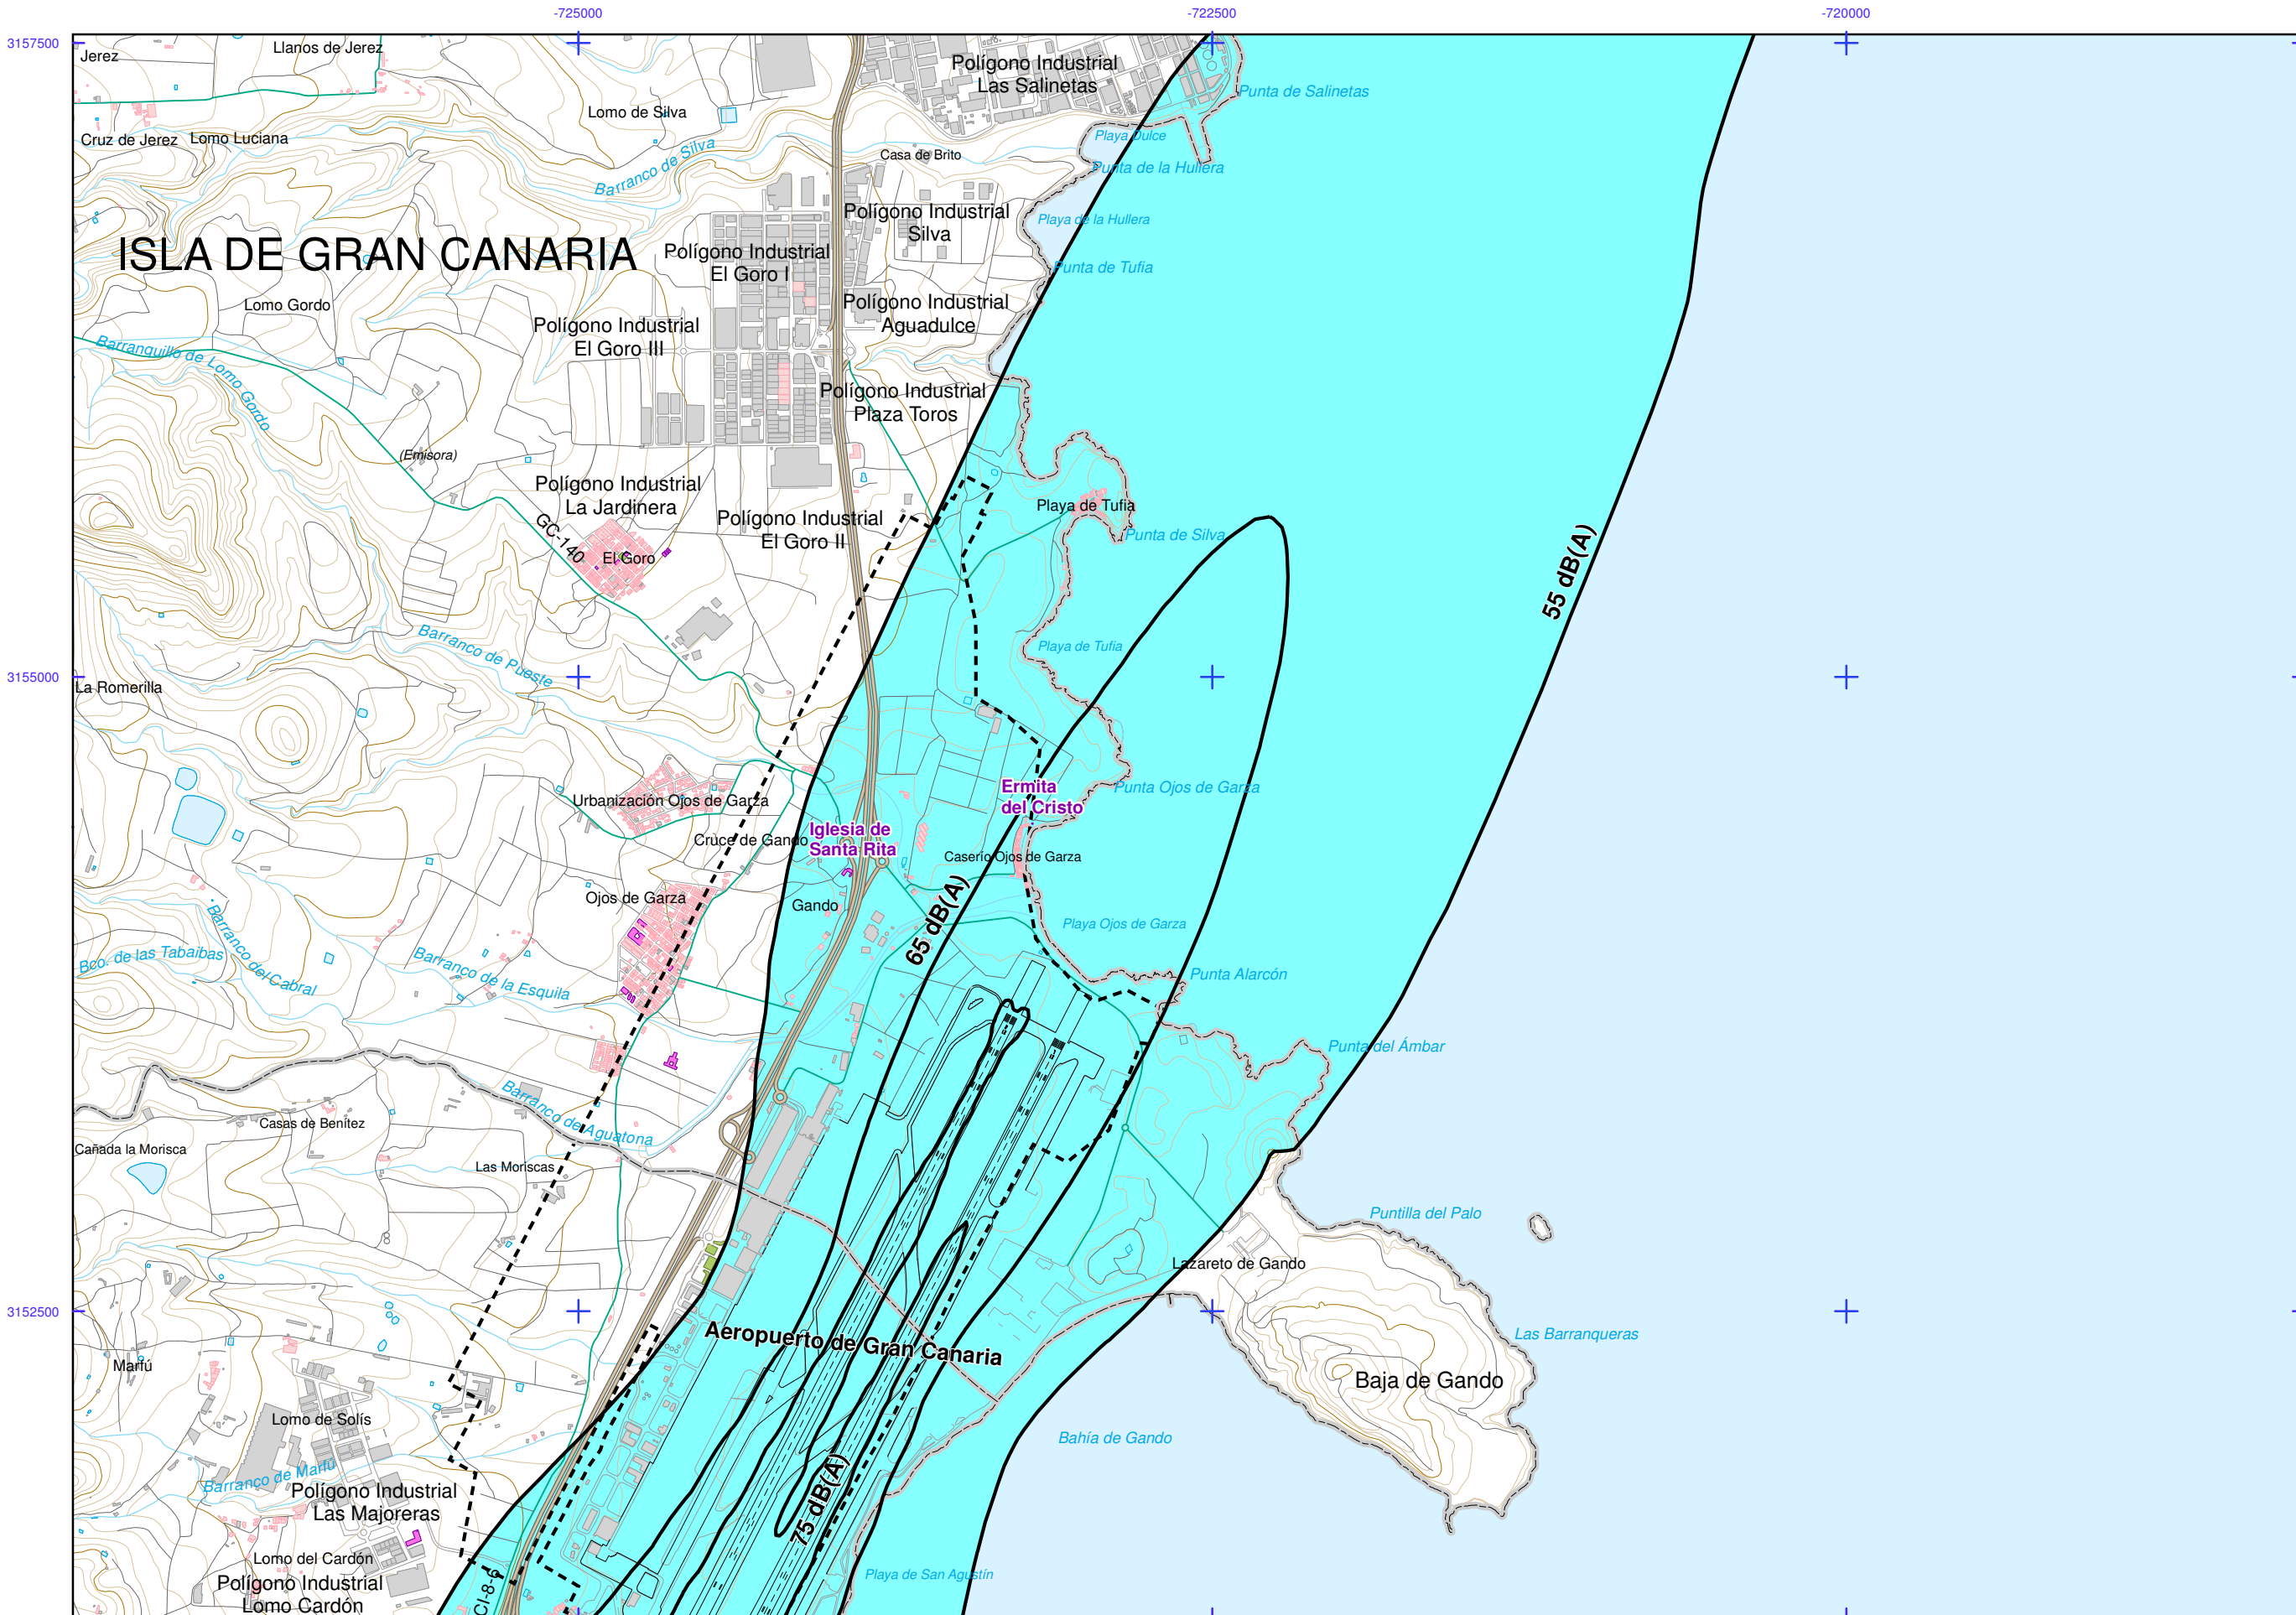 -725000
-722500
-720000
3157500
Jerez
Llanos de Jerez
Polígono Industrial
Las Salinetas
Punta de Salinetas
Lomo de Silva
Cruz de Jerez
Lomo Luciana
Playa Dulce
Barranco de Silva
Casa de Brito
Punta de la Hullera
Polígono Industrial
Silva
Playa de la Hullera
ISLA DE GRAN CANARIA
Polígono Industrial
El Goro I
Punta de Tufia
Lomo Gordo
Polígono Industrial
Aguadulce
Polígono Industrial
El Goro III
Barranquillo de Lomo Gordo
Polígono Industrial
Plaza Toros
(Emisora)
Polígono Industrial
La Jardinera
Playa de Tufia
Polígono Industrial
El Goro II
Punta de Silva
GC-140
El Goro
55 dB(A)
Barranco de Pueste
Playa de Tufia
3155000
La Romerilla
Ermita
del Cristo
Punta Ojos de Garza
Urbanización Ojos de Garza
Iglesia de
Santa Rita
Cruce de Gando
Caserío Ojos de Garza
Ojos de Garza
Gando
65 dB(A)
Playa Ojos de Garza
Barranco del Cabral
Bco. de las Tabaibas
Barranco de la Esquila
Punta Alarcón
Punta del Ámbar
Barranco de Aguatona
Casas de Benítez
Cañada la Morisca
Las Moriscas
Puntilla del Palo
Lazareto de Gando
3152500
Aeropuerto de Gran Canaria
Las Barranqueras
Marfú
Baja de Gando
Lomo de Solís
Bahía de Gando
Barranco de Marfú
Polígono Industrial
Las Majoreras
75 dB(A)
Lomo del Cardón
Playa de San Agustín
Polígono Industrial
Lomo Cardón
CI-8-6